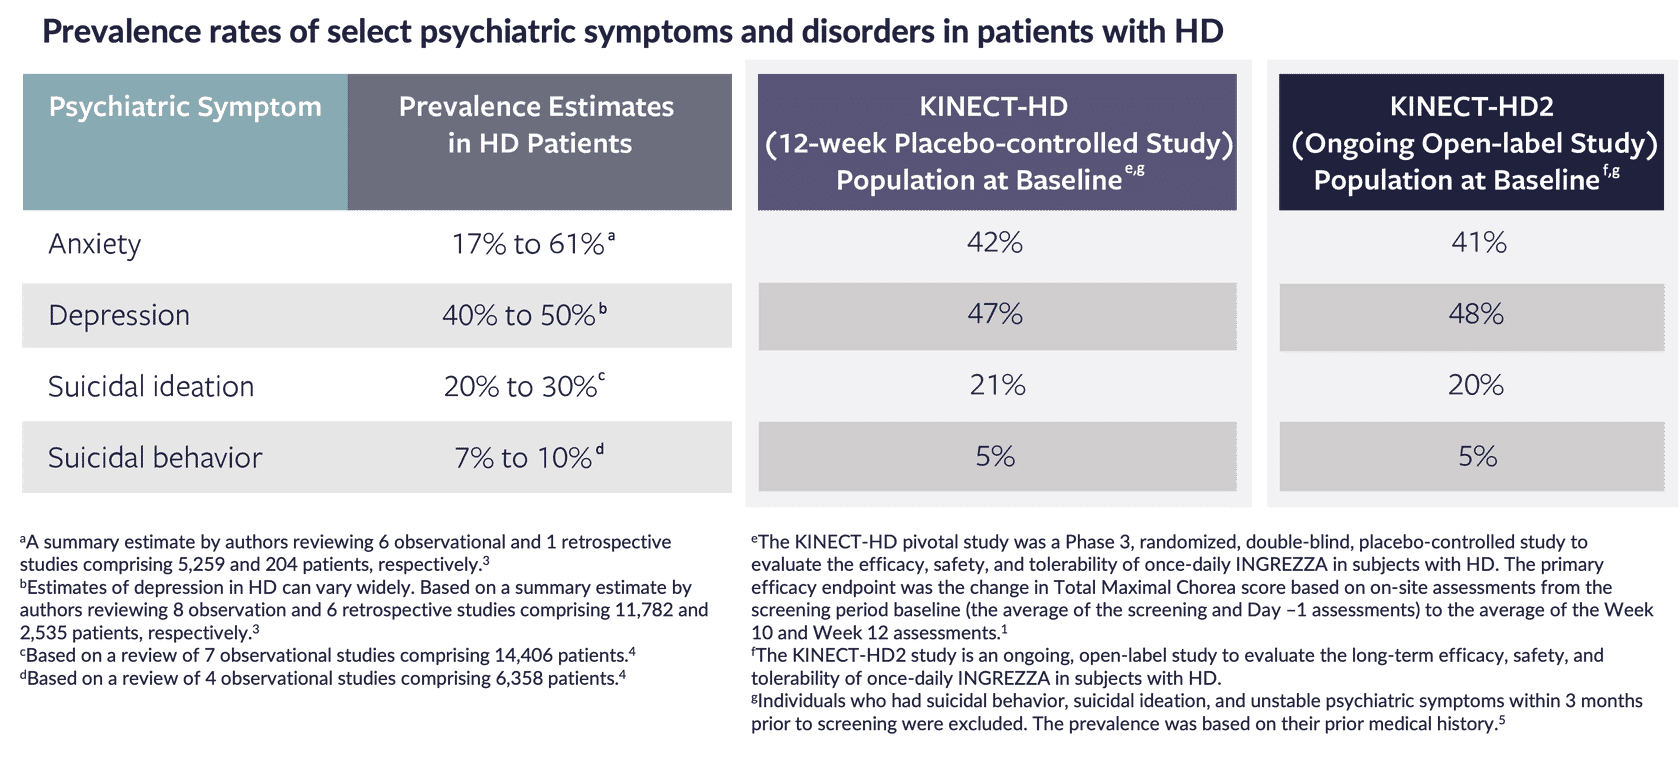 Prevalence rates of select psychiatric symptoms and disorders in patients with HD
Psychiatric Symptom
Prevalence Estimates
in HD Patients
KINECT-HD
(12-week Placebo-controlled Study)
Population at Baseline e,g
KINECT-HD2
(Ongoing Open-label Study)
Population at Baseline f,g
Anxiety 17% to 61%a 42% 41%
Depression 40% to 50%b 47% 48%
Suicidal ideation 20% to 30%c 21% 20%
Suicidal behavior 7% to 10%d 5% 5%
aA summary estimate by authors reviewing 6 observational and 1 retrospective
studies comprising 5,259 and 204 patients, respectively.3
bEstimates of depression in HD can vary widely. Based on a summary estimate by
authors reviewing 8 observation and 6 retrospective studies comprising 11,782 and
2,535 patients, respectively.3
cBased on a review of 7 observational studies comprising 14,406 patients.4
dBased on a review of 4 observational studies comprising 6,358 patients.4
eThe KINECT-HD pivotal study was a Phase 3, randomized, double-blind, placebo-controlled study to
evaluate the efficacy, safety, and tolerability of once-daily INGREZZA in subjects with HD. The primary
efficacy endpoint was the change in Total Maximal Chorea score based on on-site assessments from the
screening period baseline (the average of the screening and Day –1 assessments) to the average of the Week
10 and Week 12 assessments.1
fThe KINECT-HD2 study is an ongoing, open-label study to evaluate the long-term efficacy, safety, and
tolerability of once-daily INGREZZA in subjects with HD.
gIndividuals who had suicidal behavior, suicidal ideation, and unstable psychiatric symptoms within 3 months
prior to screening were excluded. The prevalence was based on their prior medical history.5